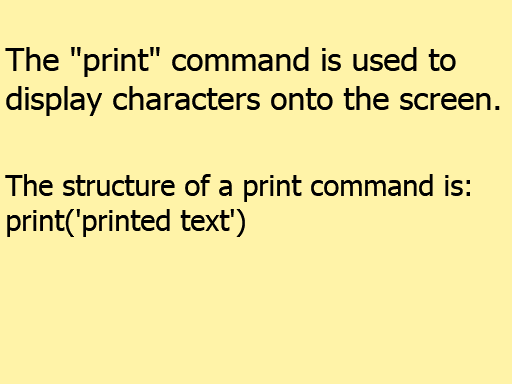 The "print" command is used to
display characters onto the screen.
The structure of a print command is:
print('printed text')